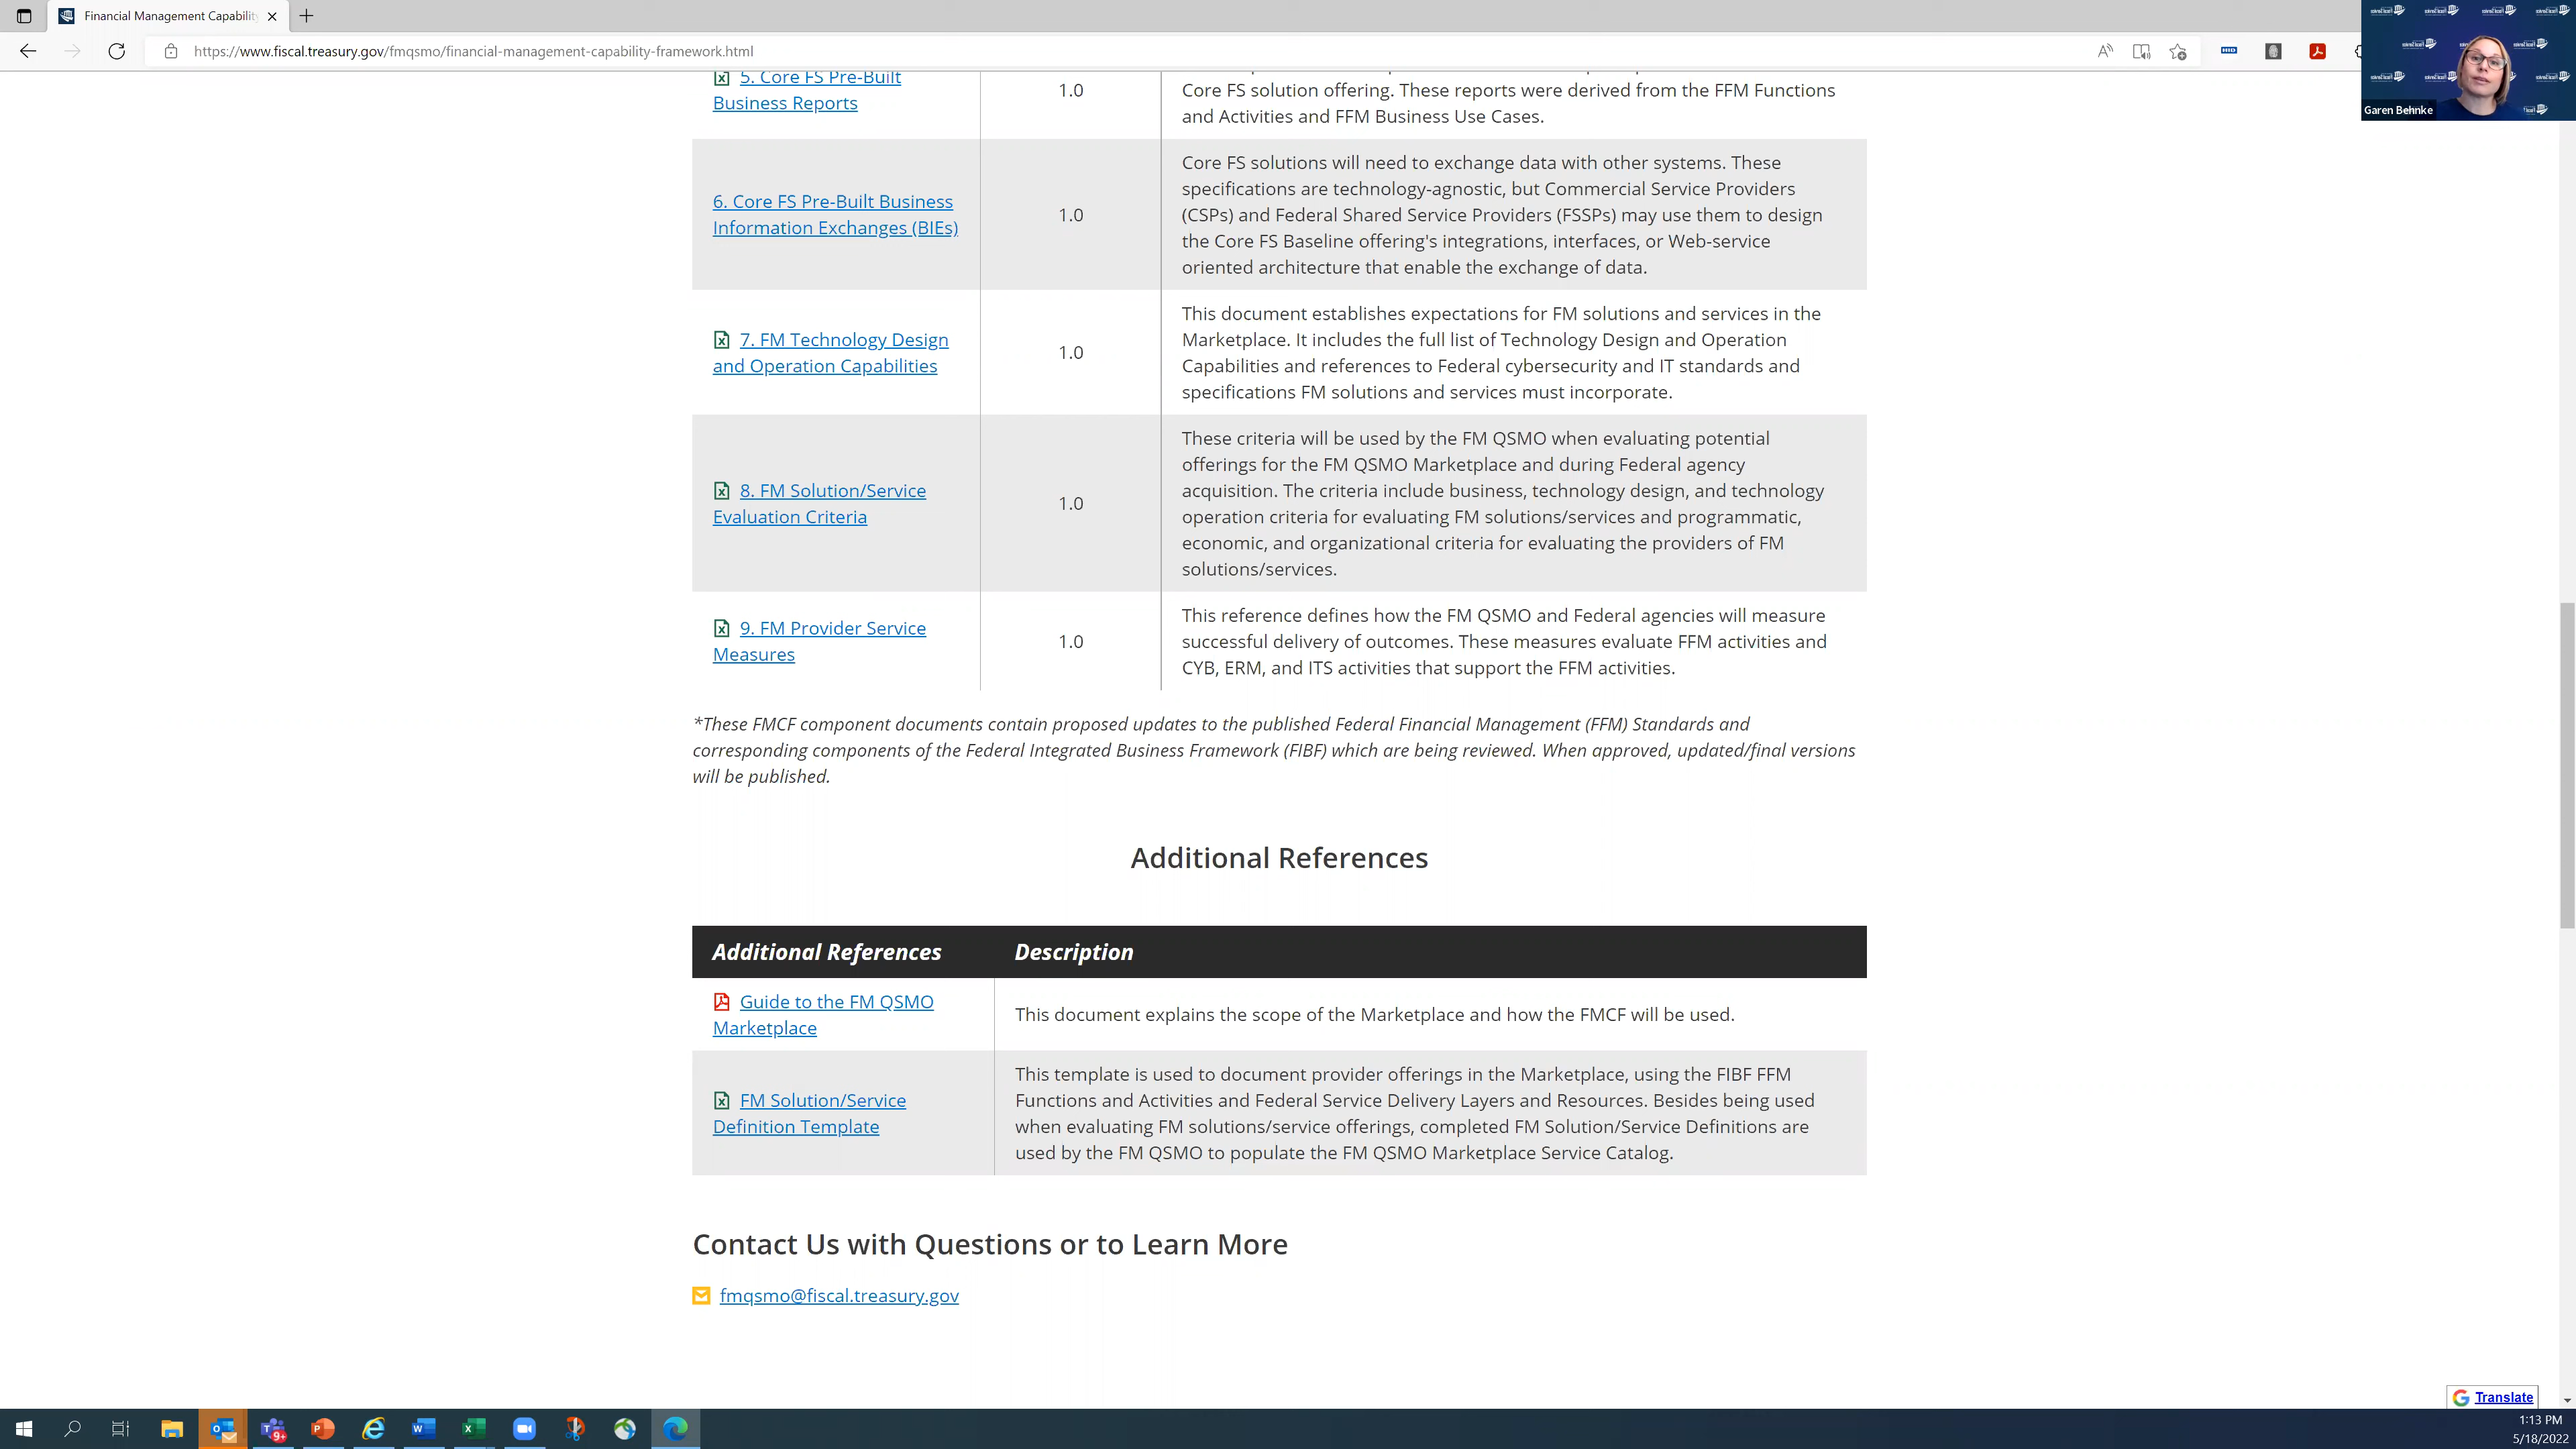 Financial Management Capabilit
https://www.fiscal.treasury.gov/fmqsmo/financial-management-capability-framework.html
Garen Behnke
5. Core FS Pre-Built
Business Reports
1.0
Core FS solution offering. These reports were derived from the FFM Functions
and Activities and FFM Business Use Cases.
6. Core FS Pre-Built Business
Information Exchanges (BIEs)
1.0
Core FS solutions will need to exchange data with other systems. These
specifications are technology-agnostic, but Commercial Service Providers
(CSPs) and Federal Shared Service Providers (FSSPs) may use them to design
the Core FS Baseline offering's integrations, interfaces, or Web-service
oriented architecture that enable the exchange of data.
7. FM Technology Design
and Operation Capabilities
1.0
This document establishes expectations for FM solutions and services in the
Marketplace. It includes the full list of Technology Design and Operation
Capabilities and references to Federal cybersecurity and IT standards and
specifications FM solutions and services must incorporate.
8. FM Solution/Service
Evaluation Criteria
1.0
These criteria will be used by the FM QSMO when evaluating potential
offerings for the FM QSMO Marketplace and during Federal agency
acquisition. The criteria include business, technology design, and technology
operation criteria for evaluating FM solutions/services and programmatic,
economic, and organizational criteria for evaluating the providers of FM
solutions/services.
9. FM Provider Service
Measures
1.0
This reference defines how the FM QSMO and Federal agencies will measure
successful delivery of outcomes. These measures evaluate FFM activities and
CYB, ERM, and ITS activities that support the FFM activities.
*These FMCF component documents contain proposed updates to the published Federal Financial Management (FFM) Standards and
corresponding components of the Federal Integrated Business Framework (FIBF) which are being reviewed. When approved, updated/final versions
will be published.
Additional References
Additional References
Description
Guide to the FM QSMO
Marketplace
This document explains the scope of the Marketplace and how the FMCF will be used.
FM Solution/Service
Definition Template
This template is used to document provider offerings in the Marketplace, using the FIBF FFM
Functions and Activities and Federal Service Delivery Layers and Resources. Besides being used
when evaluating FM solutions/service offerings, completed FM Solution/Service Definitions are
used by the FM QSMO to populate the FM QSMO Marketplace Service Catalog.
Contact Us with Questions or to Learn More
fmqsmo@fiscal.treasury.gov
Translate
9+
1:13 PM
5/18/2022